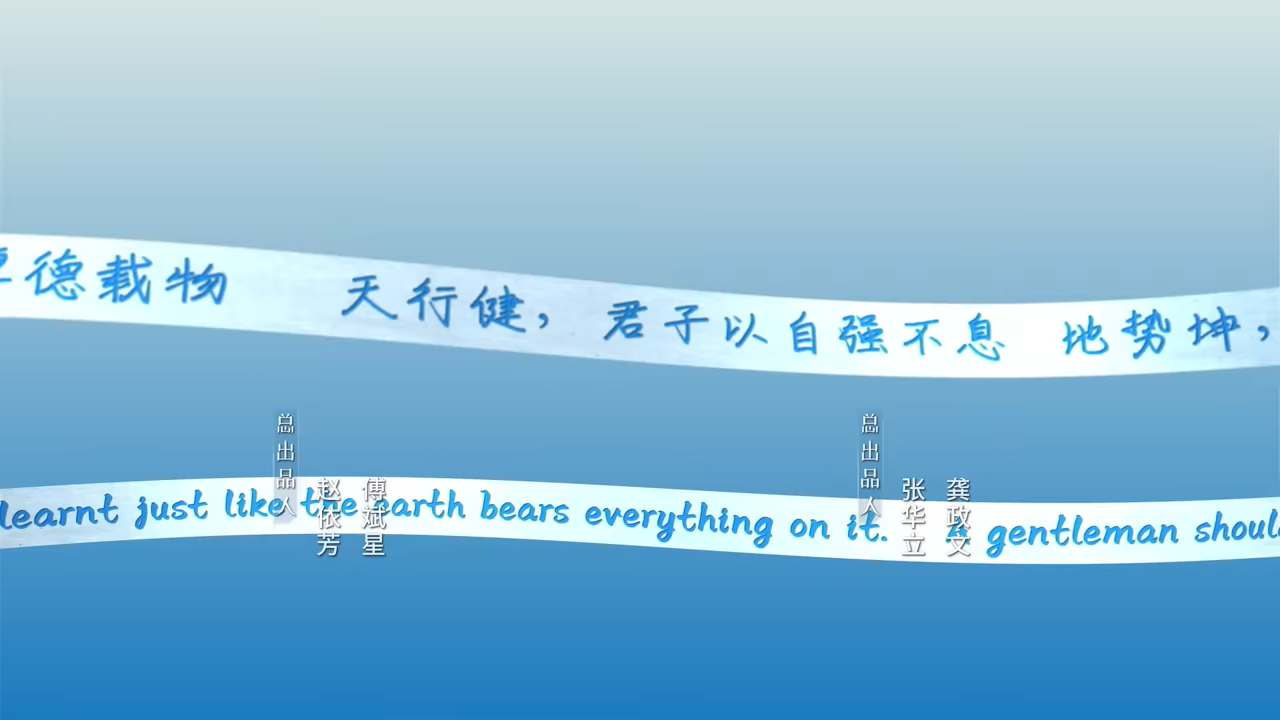 德载物 天行健，君子以自强不息 地势坤，
总出品人
赵依芳
傅斌星
总出品人
张华立
龚政文
learnt just like the earth bears everything on it. A gentleman should